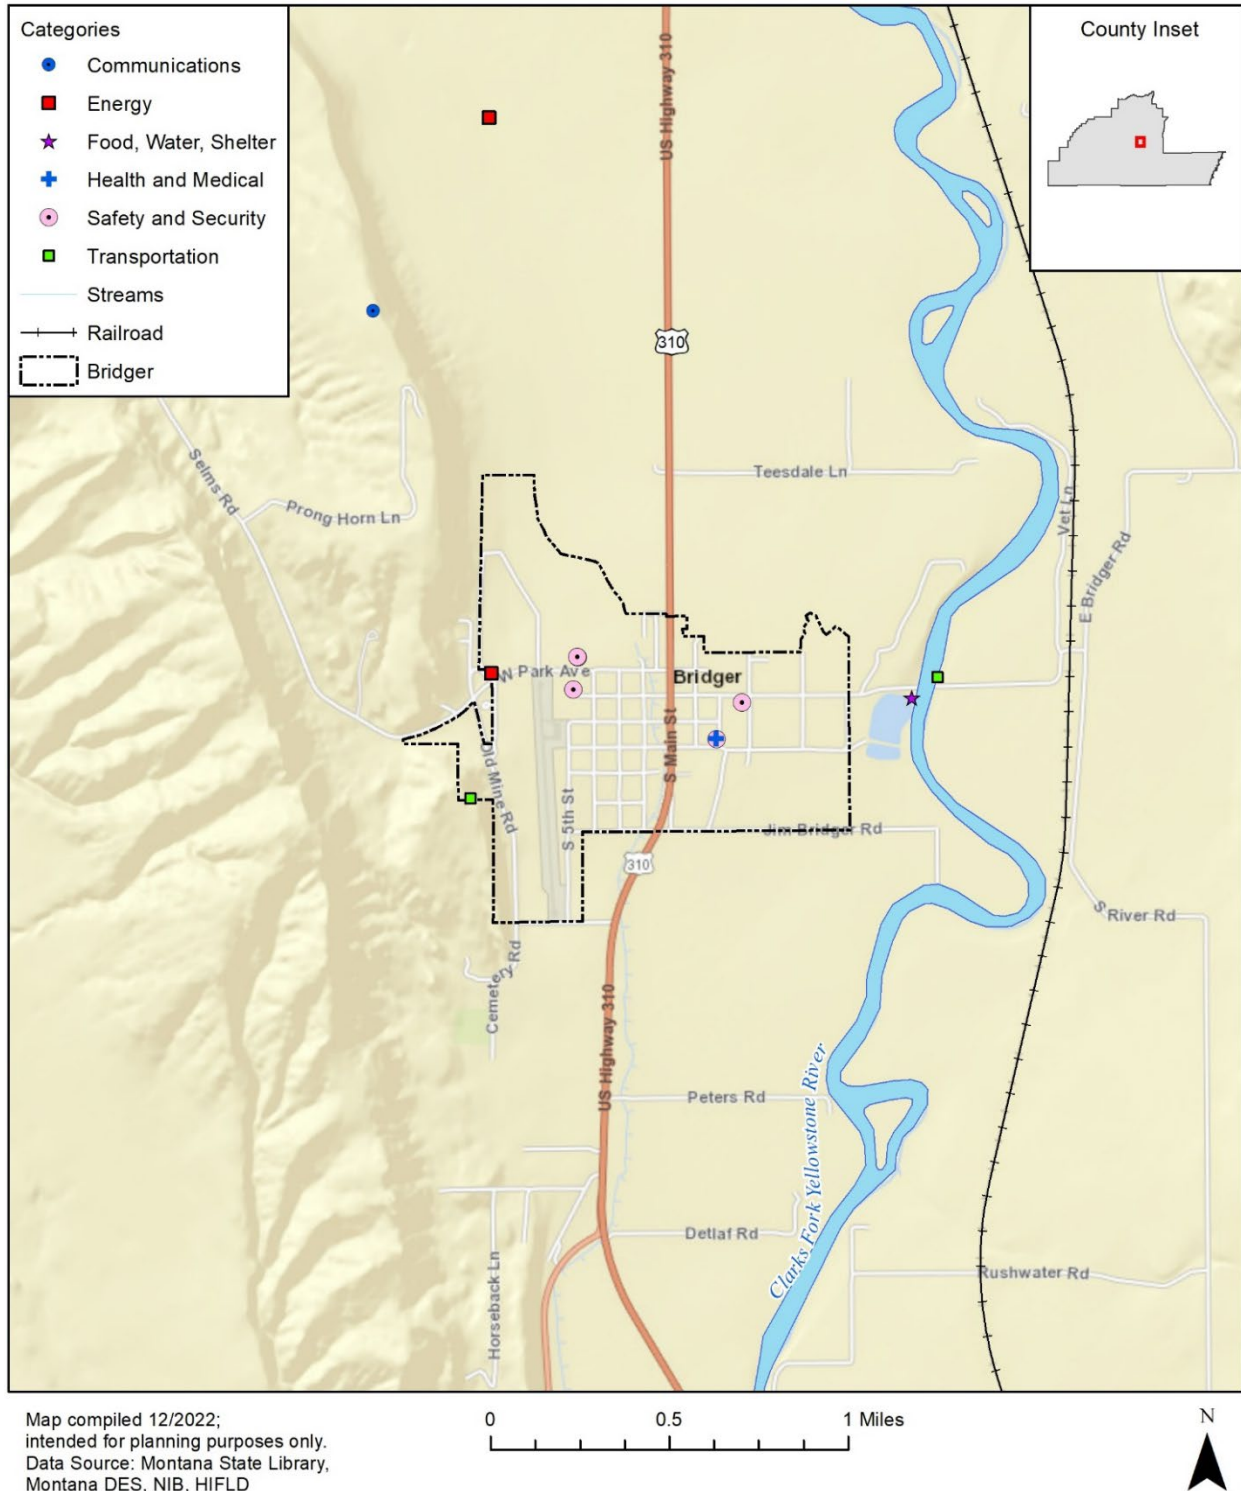 Categories
Communications
Energy
Food, Water, Shelter
Health and Medical
Safety and Security
Transportation
Streams
Railroad
Bridger
County Inset
US Highway 310
310
Selms Rd
Prong Horn Ln
Teesdale Ln
Vet Ln
E Bridger Rd
W Park Ave
Bridger
S Main St
Old Mine Rd
S 5th St
Jim Bridger Rd
310
S River Rd
Cemetery Rd
US Highway 310
Peters Rd
Clarks Fork Yellowstone River
Detlaf Rd
Rushwater Rd
Horseback Ln
Map compiled 12/2022;
intended for planning purposes only.
Data Source: Montana State Library,
Montana DES, NIB, HIFLD
0 0.5 1 Miles
N